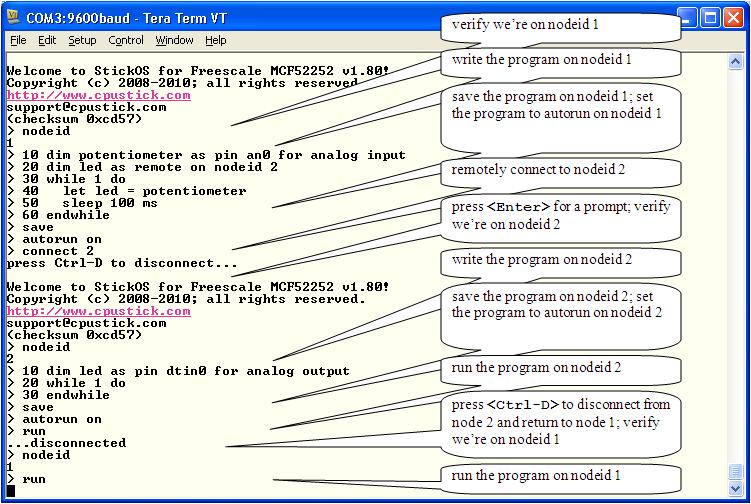 COM3:9600baud - Tera Term VT
File Edit Setup Control Window Help
Welcome to StickOS for Freescale MCF52252 v1.80!
Copyright (c) 2008-2010; all rights reserved.
http://www.cpustick.com
support@cpustick.com
(checksum 0xcd57)
> nodeid
1
> 10 dim potentiometer as pin an0 for analog input
> 20 dim led as remote on nodeid 2
> 30 while 1 do
> 40   let led = potentiometer
> 50   sleep 100 ms
> 60 endwhile
> save
> autorun on
> connect 2
press Ctrl-D to disconnect...
Welcome to StickOS for Freescale MCF52252 v1.80!
Copyright (c) 2008-2010; all rights reserved.
http://www.cpustick.com
support@cpustick.com
(checksum 0xcd57)
> nodeid
2
> 10 dim led as pin dtin0 for analog output
> 20 while 1 do
> 30 endwhile
> save
> autorun on
> run
...disconnected
> nodeid
1
> run
verify we're on nodeid 1
write the program on nodeid 1
save the program on nodeid 1; set
the program to autorun on nodeid 1
remotely connect to nodeid 2
press <Enter> for a prompt; verify
we're on nodeid 2
write the program on nodeid 2
save the program on nodeid 2; set
the program to autorun on nodeid 2
run the program on nodeid 2
press <Ctrl-D> to disconnect from
node 2 and return to node 1; verify
we're on nodeid 1
run the program on nodeid 1